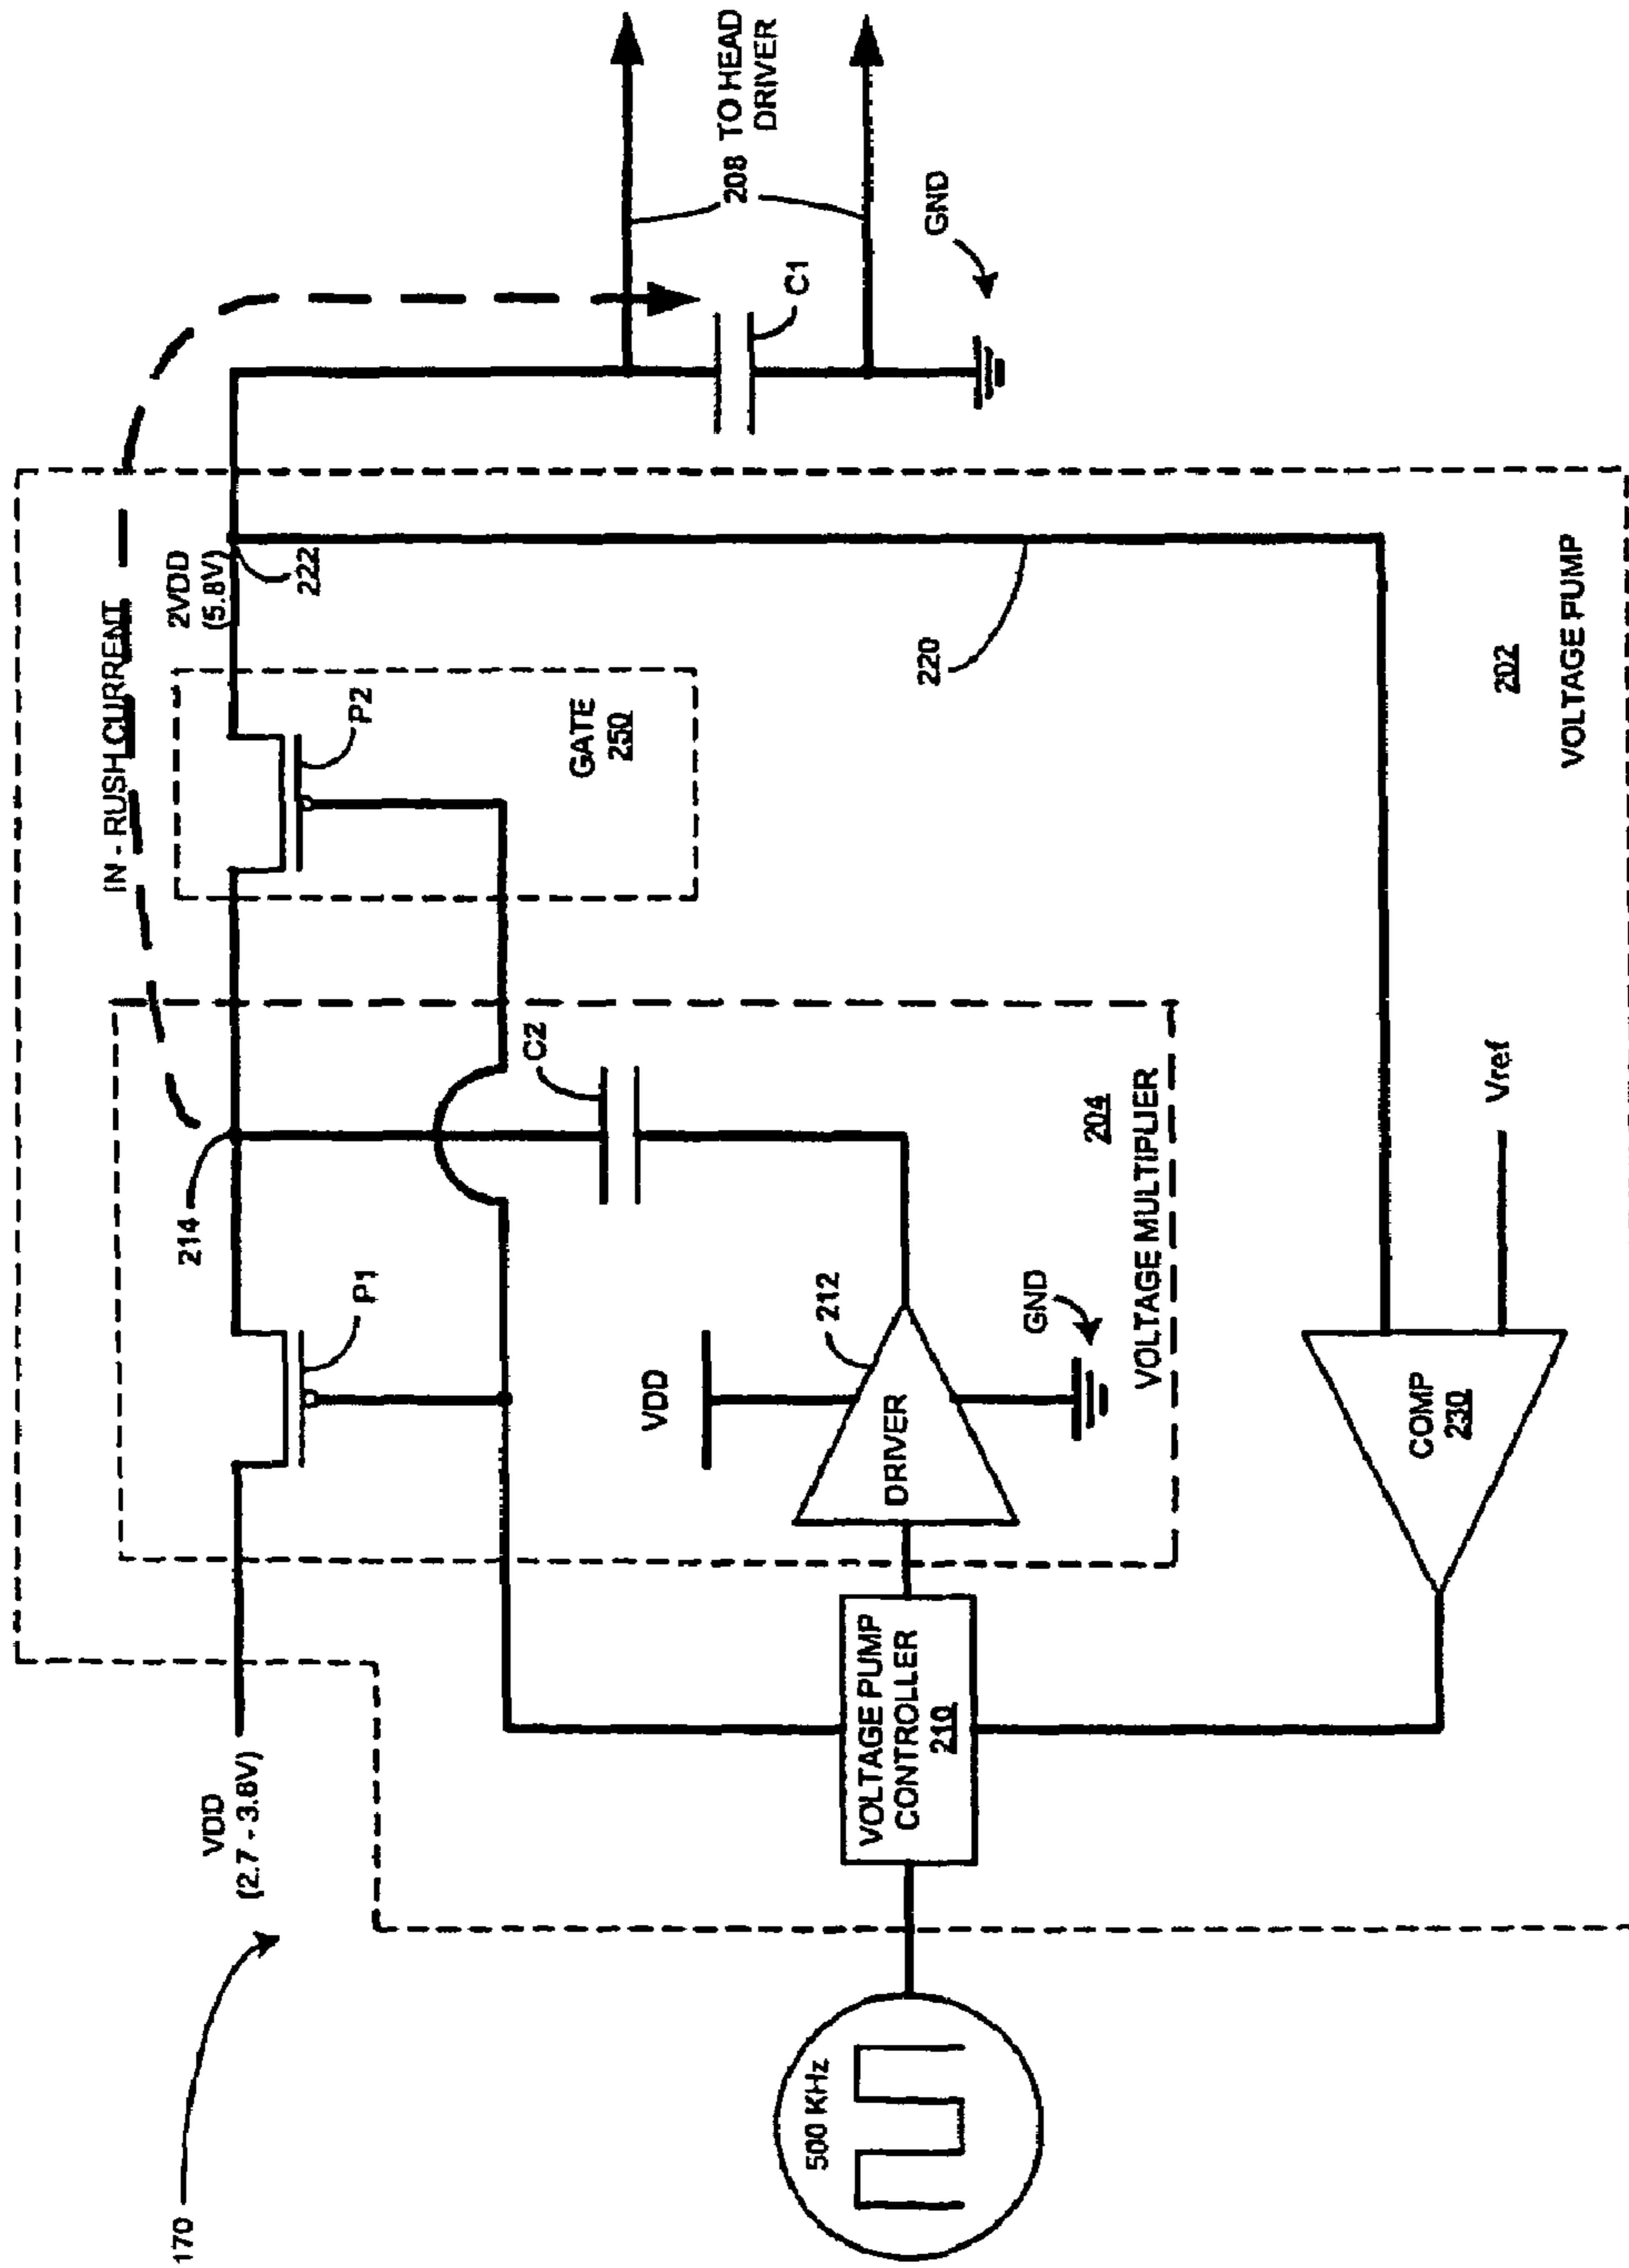 170
VDD
(2.7 - 3.8V)
214
P1
IN - RUSH CURRENT
P2
GATE
250
2VDD
(5.8V)
222
C2
208 TO HEAD
DRIVER
C1
GND
500 KHz
VOLTAGE PUMP
CONTROLLER
210
VDD
DRIVER
212
GND
204
VOLTAGE MULTIPLIER
220
COMP
230
Vref
202
VOLTAGE PUMP